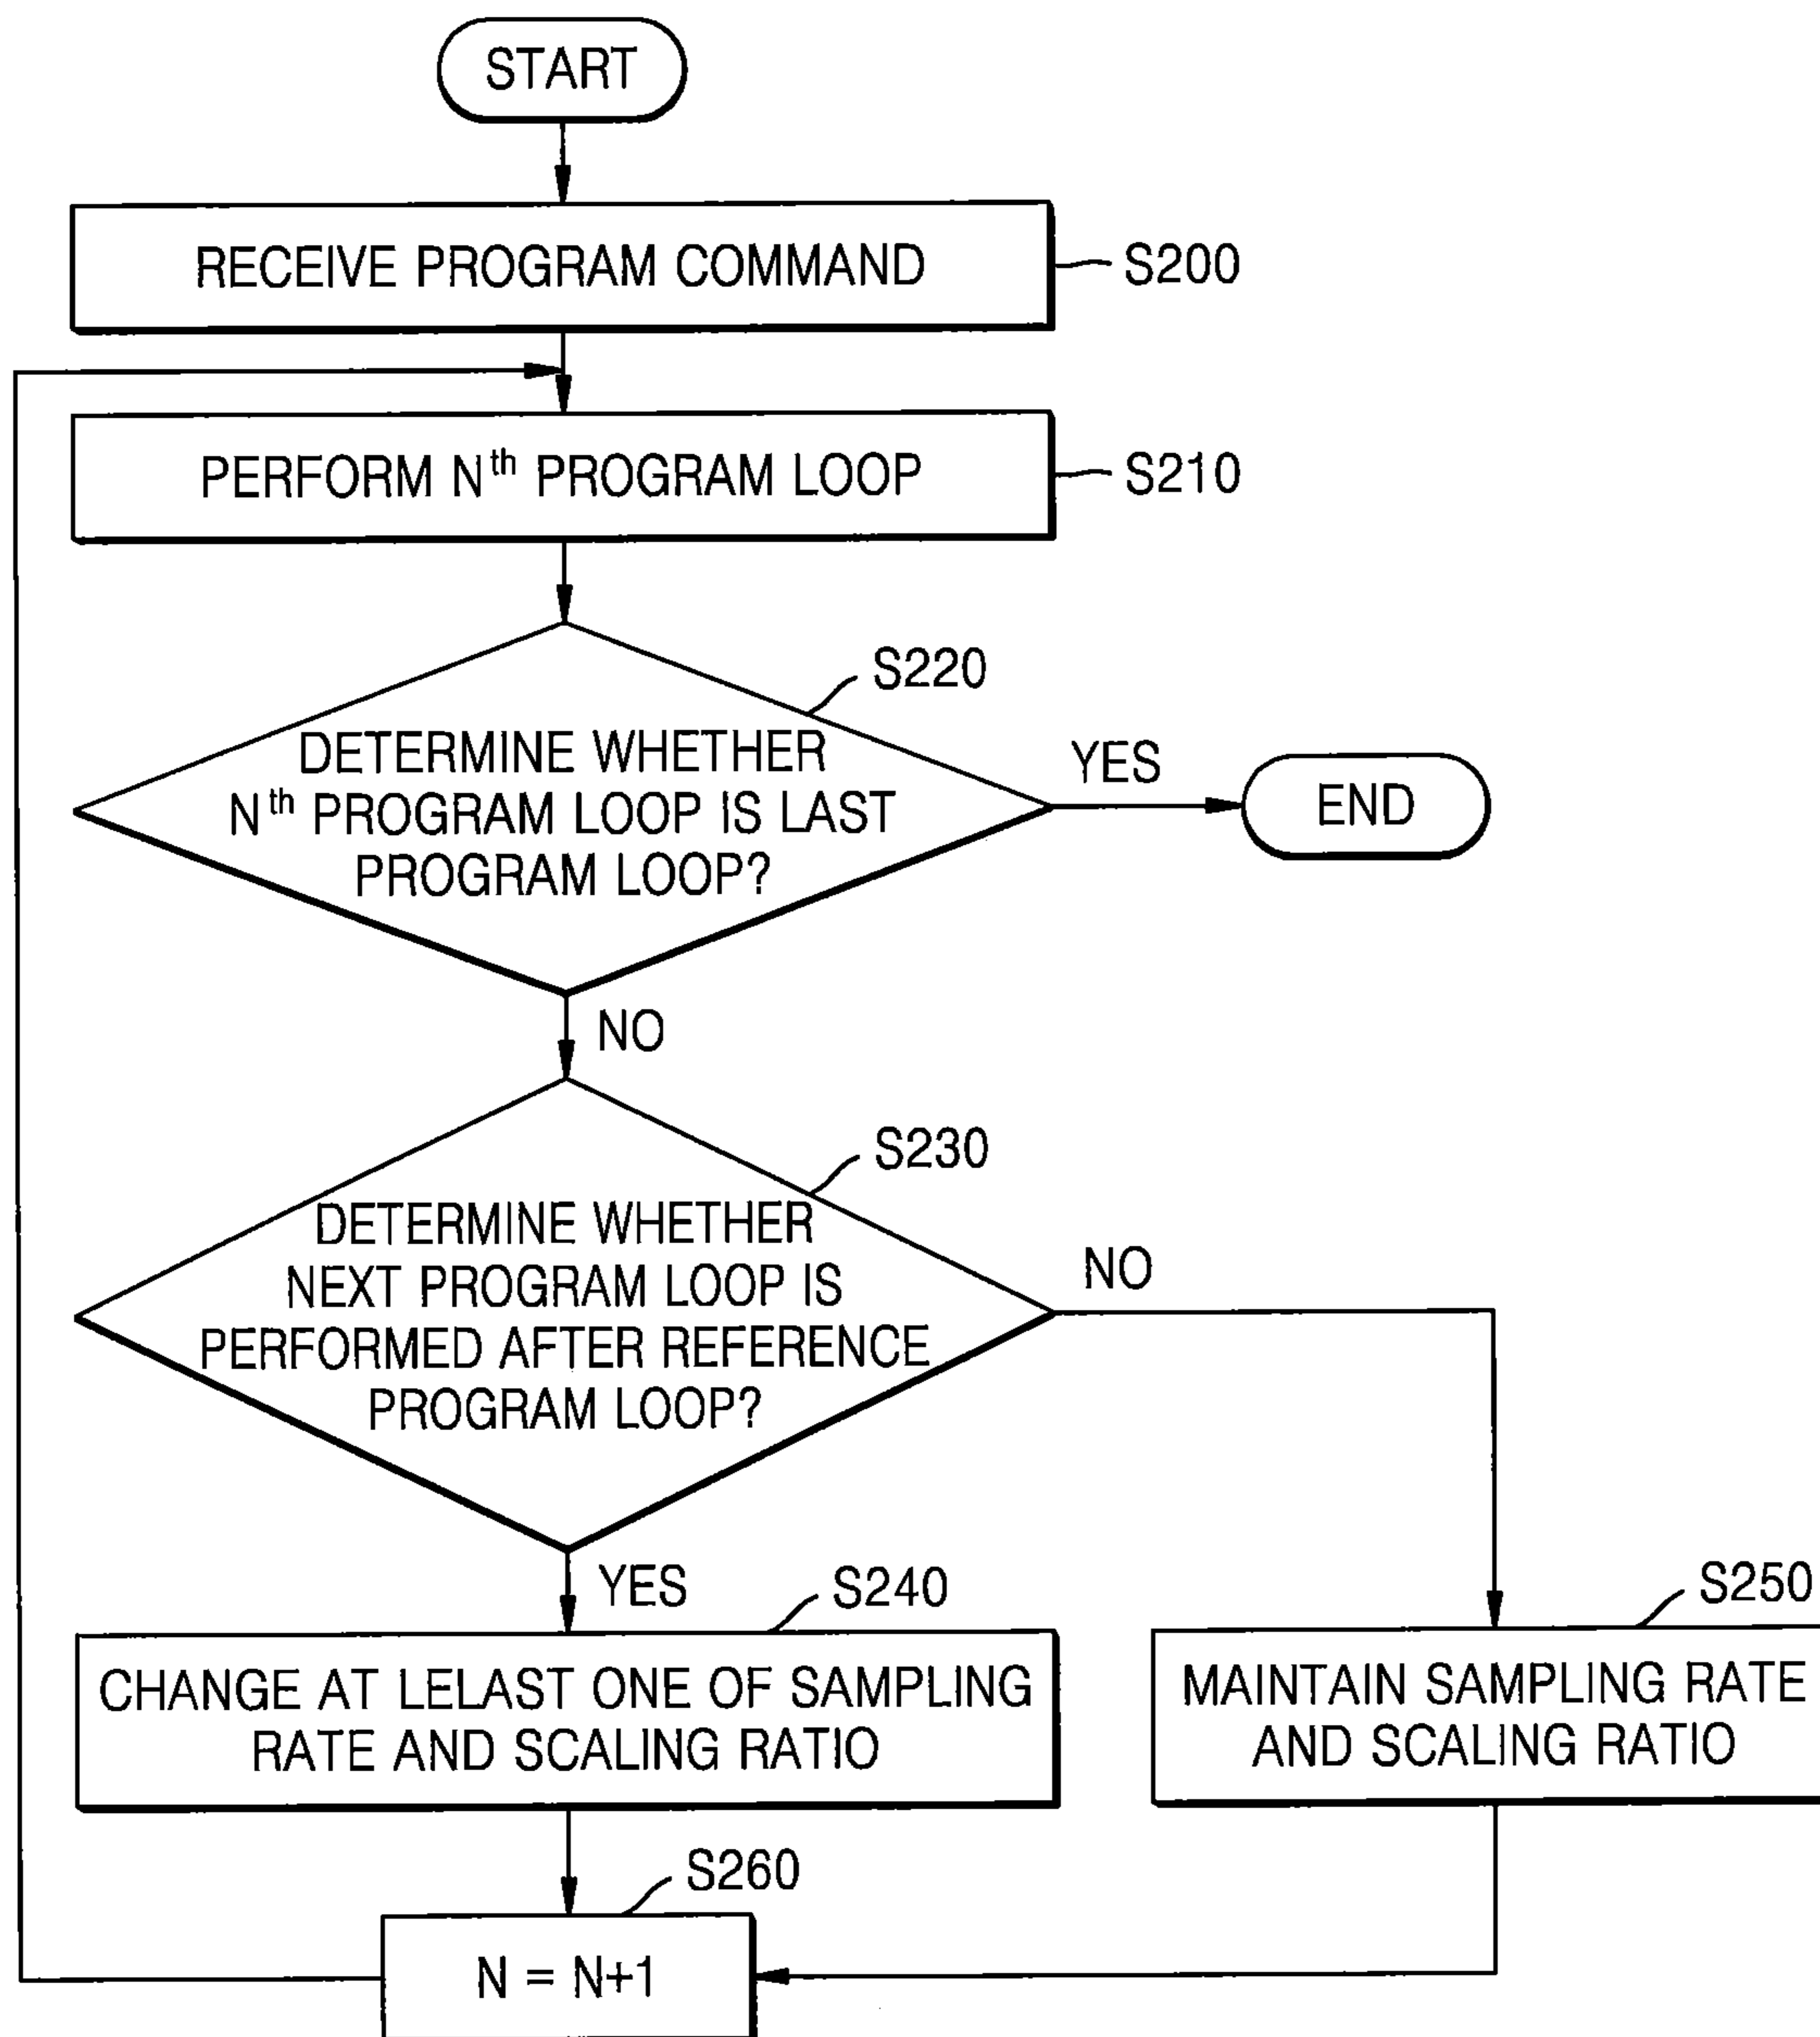 START
RECEIVE PROGRAM COMMAND
S200
PERFORM Nth PROGRAM LOOP
S210
S220
DETERMINE WHETHER
Nth PROGRAM LOOP IS LAST
PROGRAM LOOP?
YES
END
NO
S230
DETERMINE WHETHER
NEXT PROGRAM LOOP IS
PERFORMED AFTER REFERENCE
PROGRAM LOOP?
NO
YES
S240
CHANGE AT LELAST ONE OF SAMPLING
RATE AND SCALING RATIO
S250
MAINTAIN SAMPLING RATE
AND SCALING RATIO
S260
N = N+1